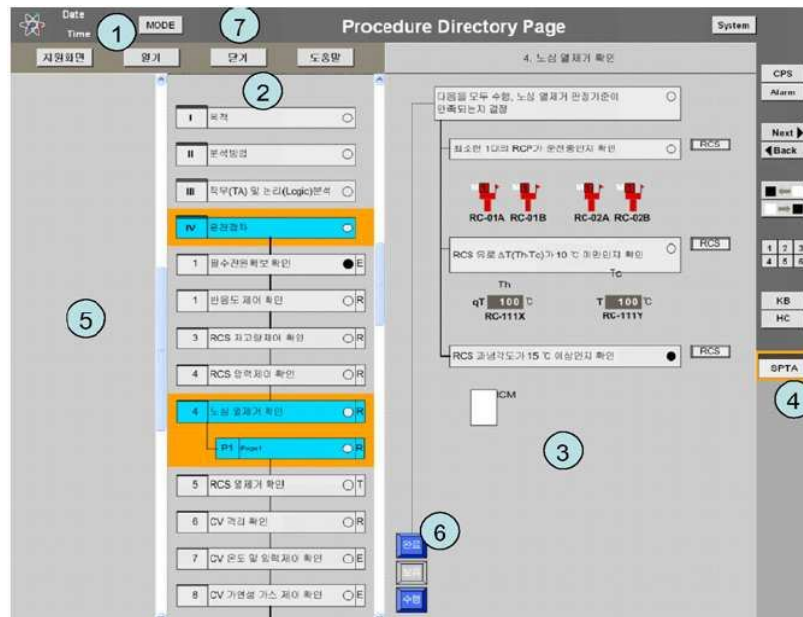 Date
Time
1
MODE
7
Procedure Directory Page
System
지원화면
열기
닫기
도움말
4. 노심 열제거 확인
2
I 목적
II 분석방법
III 직무(TA) 및 논리(Logic)분석
IV 운전절차
1 필수전원확보 확인 E
1 반응도 제어 확인 R
3 RCS 재고량제어 확인 R
4 RCS 압력제어 확인 R
4 노심 열제거 확인 R
P1 Page1 R
5 RCS 열제거 확인 T
6 CV 격리 확인 R
7 CV 온도 및 압력제어 확인 E
8 CV 가연성 가스 제어 확인 E
5
다음을 모두 수행, 노심 열제거 판정기준이
만족되는지 결정
최소한 1대의 RCP가 운전중인지 확인
RCS
RC-01A RC-01B RC-02A RC-02B
RCS 유로 ΔT(Th-Tc)가 10 ℃ 미만인지 확인
RCS
Th
Tc
qT 100 ℃
T 100 ℃
RC-111X
RC-111Y
RCS 과냉각도가 15 ℃ 이상인지 확인
RCS
ICM
3
6
완료
수행
CPS
Alarm
Next
Back
1 2 3
4 5 6
KB
HC
SPTA
4